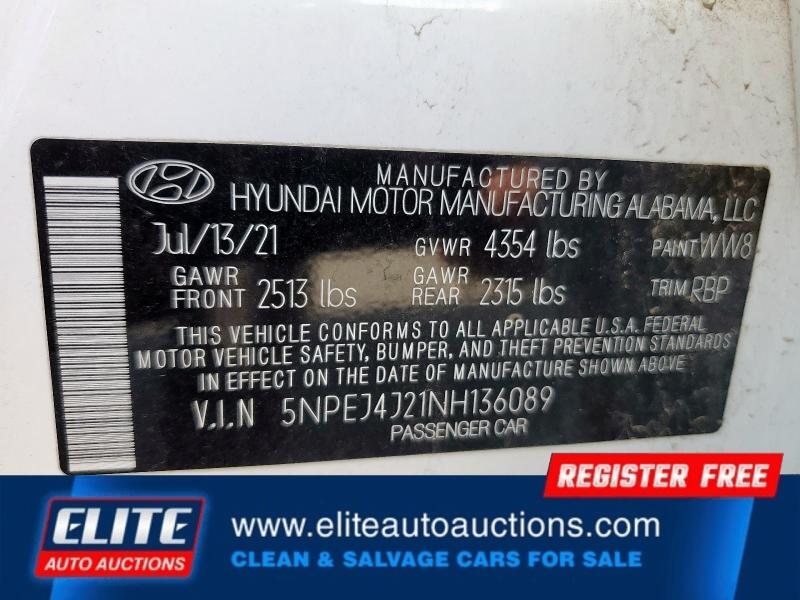 MANUFACTURED BY
HYUNDAI MOTOR MANUFACTURING ALABAMA, LLC
Jul/13/21 GVWR 4354 lbs PAINT WW8
GAWR FRONT 2513 lbs GAWR REAR 2315 lbs TRIM RBP
THIS VEHICLE CONFORMS TO ALL APPLICABLE U.S.A. FEDERAL
MOTOR VEHICLE SAFETY, BUMPER, AND THEFT PREVENTION STANDARDS
IN EFFECT ON THE DATE OF MANUFACTURE SHOWN ABOVE.
V.I.N 5NPEJ4J21NH136089
PASSENGER CAR
REGISTER FREE
ELITE
AUTO AUCTIONS
www.eliteautoauctions.com
CLEAN & SALVAGE CARS FOR SALE